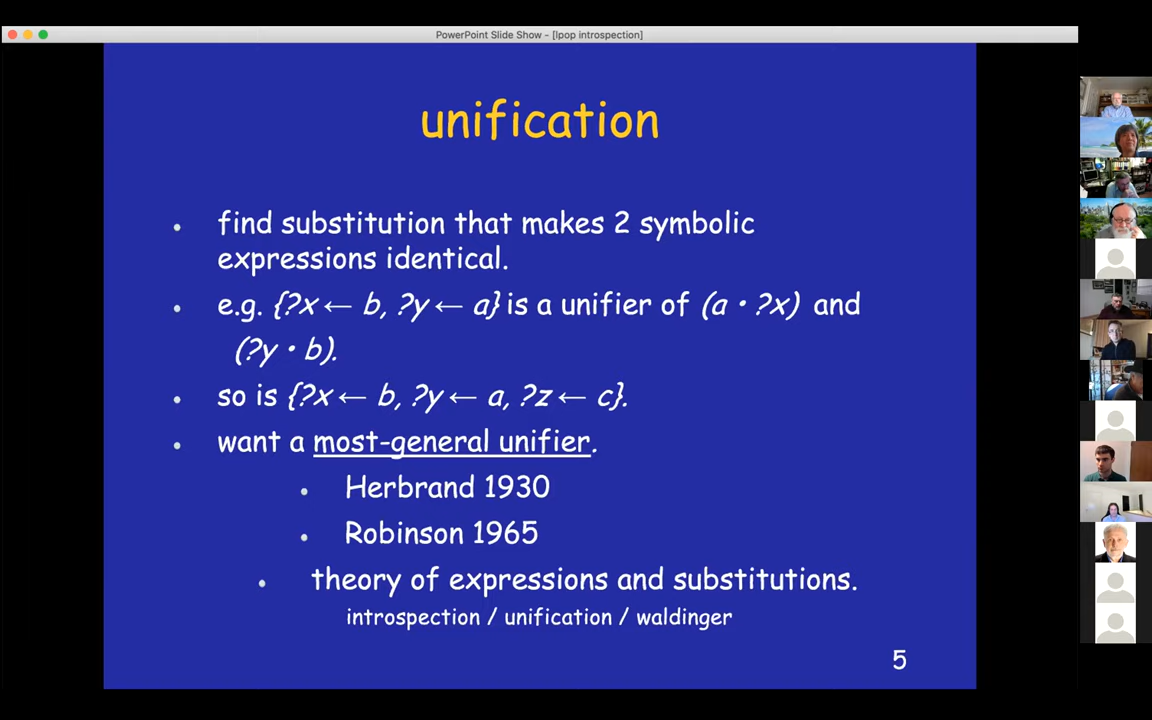 PowerPoint Slide Show - [lpop introspection]
unification
• find substitution that makes 2 symbolic
expressions identical.
• e.g. {?x ← b, ?y ← a} is a unifier of (a • ?x) and
(?y • b).
• so is {?x ← b, ?y ← a, ?z ← c}.
• want a most-general unifier.
• Herbrand 1930
• Robinson 1965
• theory of expressions and substitutions.
introspection / unification / waldinger
5